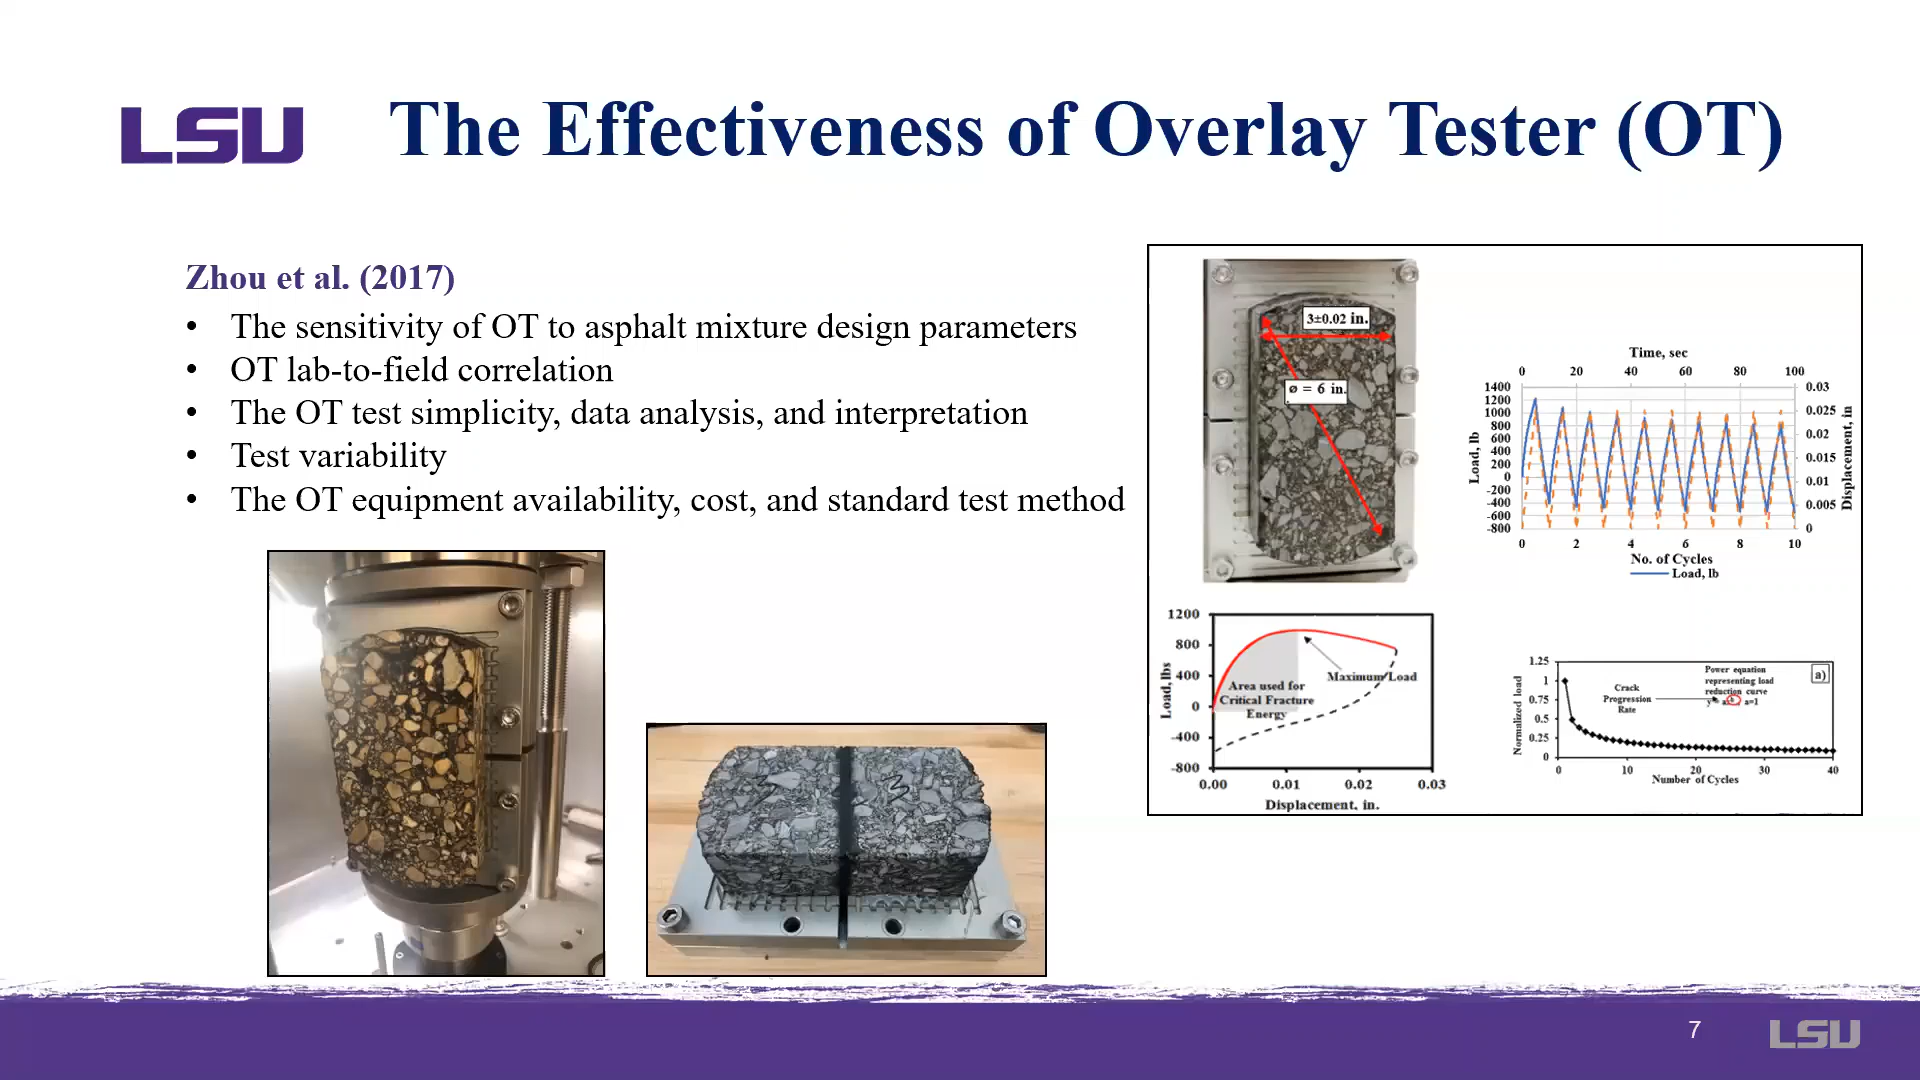 LSU
The Effectiveness of Overlay Tester (OT)
Zhou et al. (2017)
• The sensitivity of OT to asphalt mixture design parameters
• OT lab-to-field correlation
• The OT test simplicity, data analysis, and interpretation
• Test variability
• The OT equipment availability, cost, and standard test method
3±0.02 in.
ø = 6 in.
Time, sec
0 20 40 60 80 100
1400
1200
1000
800
600
400
200
0
-200
-400
-600
-800
Load, lb
0.03
0.025
0.02
0.015
0.01
0.005
0
Displacement, in
0 2 4 6 8 10
No. of Cycles
Load, lb
1200
800
400
0
-400
-800
Load, lbs
Maximum Load
Area used for
Critical Fracture
Energy
0.00 0.01 0.02 0.03
Displacement, in.
1.25
1
0.75
0.5
0.25
0
Normalized load
Crack
Progression
Rate
Power equation
representing load
reduction curve
a=1
a)
0 10 20 30 40
Number of Cycles
3
7
LSU